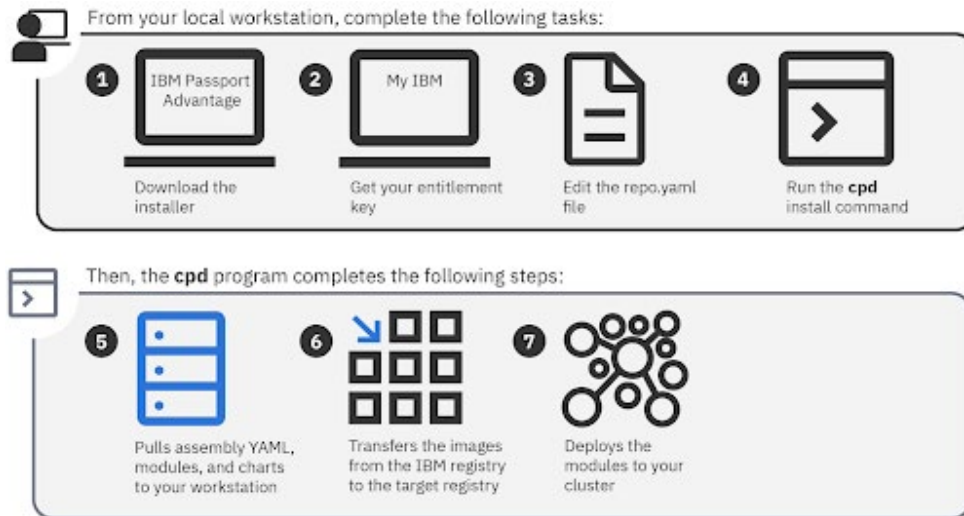 From your local workstation, complete the following tasks:
1
IBM Passport
Advantage
Download the
installer
2
My IBM
Get your entitlement
key
3
Edit the repo.yaml
file
4
Run the cpd
install command
Then, the cpd program completes the following steps:
5
Pulls assembly YAML,
modules, and charts
to your workstation
6
Transfers the images
from the IBM registry
to the target registry
7
Deploys the
modules to your
cluster